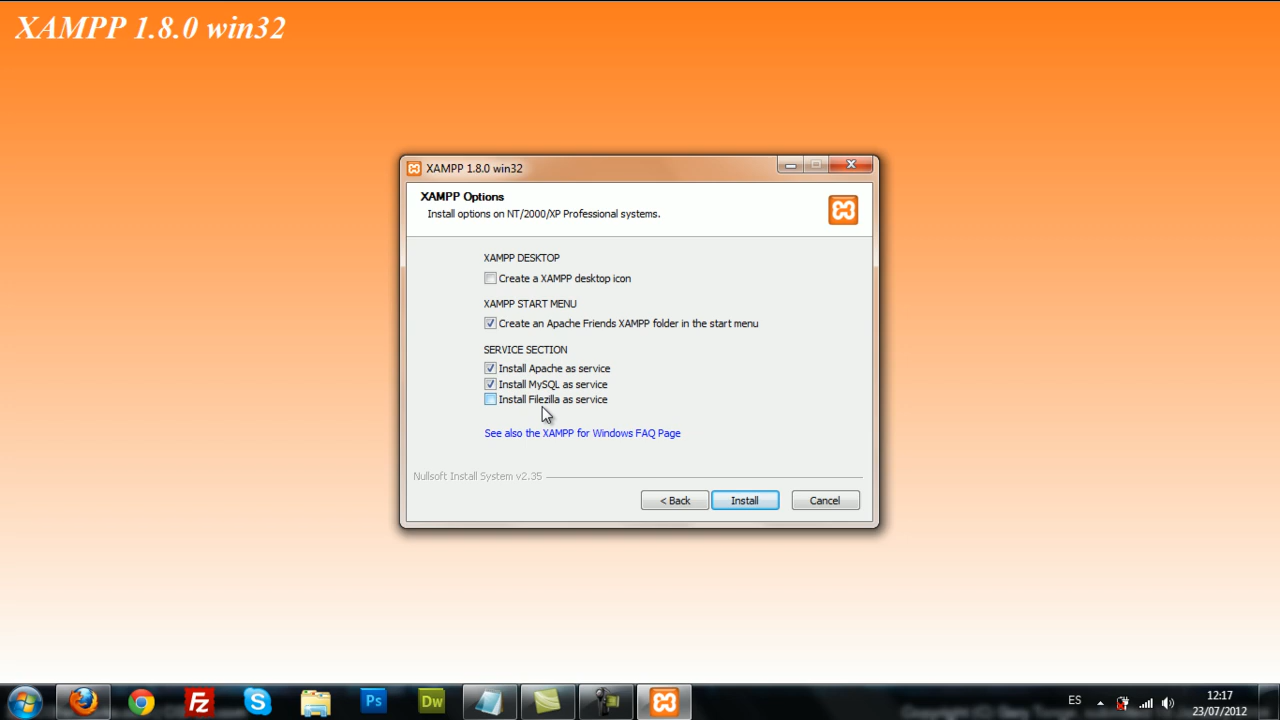 XAMPP 1.8.0 win32
XAMPP 1.8.0 win32
XAMPP Options
Install options on NT/2000/XP Professional systems.
XAMPP DESKTOP
Create a XAMPP desktop icon
XAMPP START MENU
Create an Apache Friends XAMPP folder in the start menu
SERVICE SECTION
Install Apache as service
Install MySQL as service
Install Filezilla as service
See also the XAMPP for Windows FAQ Page
Nullsoft Install System v2.35
< Back
Install
Cancel
Fz
Ps
Dw
ES
12:17
23/07/2012